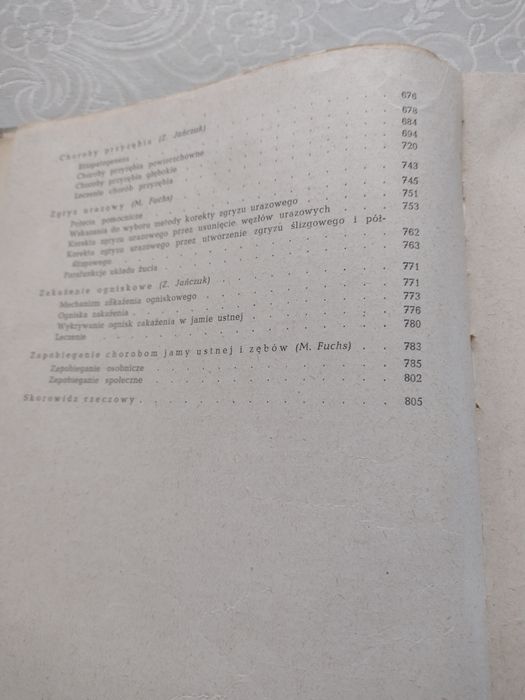 Choroby przyzębia (Z. Jańczuk) . . . . . . 676
Etiopatogeneza . . . . . . 678
Choroby przyzębia powierzchowne . . . . . . 684
Choroby przyzębia głębokie . . . . . . 694
Leczenie chorób przyzębia . . . . . . 720
Zgryz urazowy (M. Fuchs) . . . . . . 743
Pojęcia pomocnicze . . . . . . 745
Wskazania do wyboru metody korekty zgryzu urazowego . . . 751
Korekta zgryzu urazowego przez usunięcie węzłów urazowych . . . 753
Korekta zgryzu urazowego przez utworzenie zgryzu ślizgowego i pół-
ślizgowego . . . . . . 762
Parafunkcje układu żucia . . . . . . 763
Zakażenie ogniskowe (Z. Jańczuk) . . . . . . 771
Mechanizm zakażenia ogniskowego . . . . . . 771
Ogniska zakażenia . . . . . . 773
Wykrywanie ognisk zakażenia w jamie ustnej . . . . . . 776
Leczenie . . . . . . 780
Zapobieganie chorobom jamy ustnej i zębów (M. Fuchs) . . 783
Zapobieganie osobnicze . . . . . . 785
Zapobieganie społeczne . . . . . . 802
Skorowidz rzeczowy . . . . . . 805